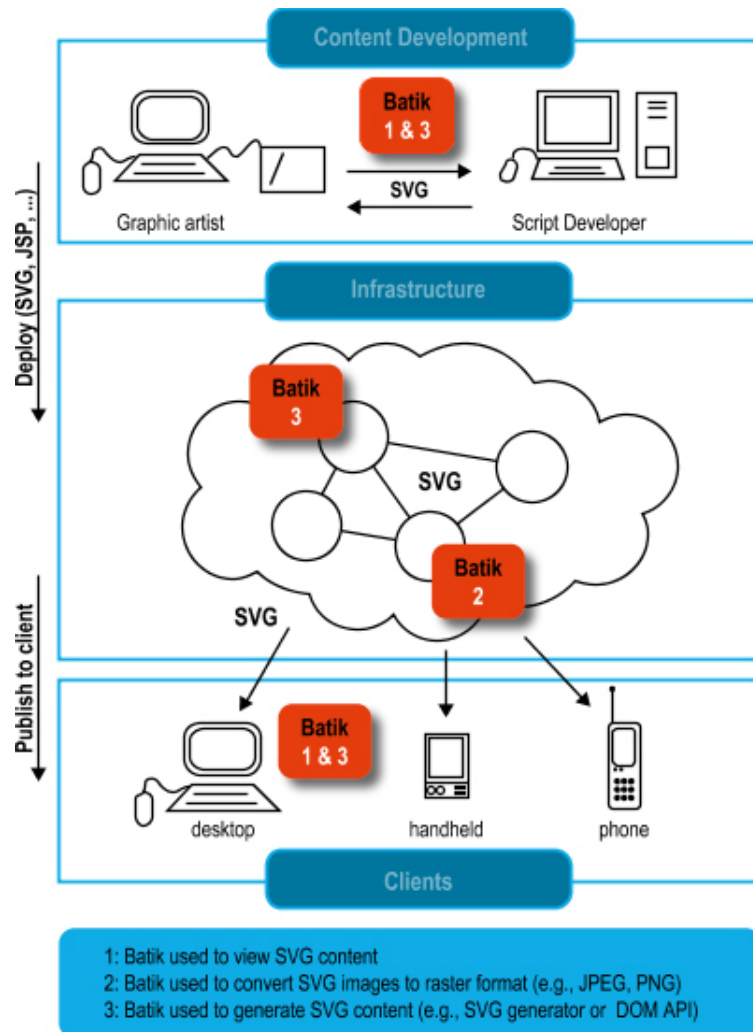 Content Development
Batik
1 & 3
SVG
Graphic artist
Script Developer
Deploy (SVG, JSP, ...)
Infrastructure
Batik
3
SVG
Batik
2
SVG
Publish to client
Batik
1 & 3
desktop
handheld
phone
Clients
1: Batik used to view SVG content
2: Batik used to convert SVG images to raster format (e.g., JPEG, PNG)
3: Batik used to generate SVG content (e.g., SVG generator or DOM API)